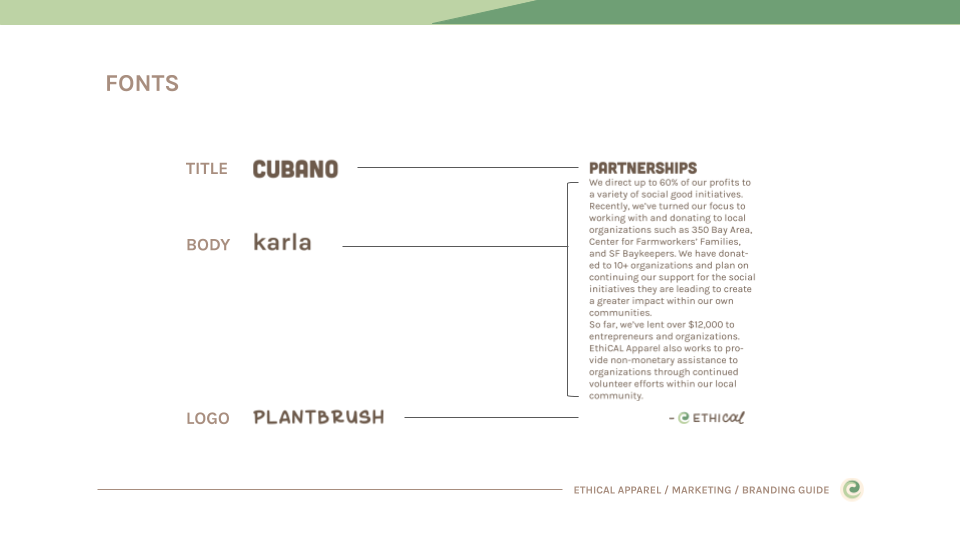 FONTS
TITLE
CUBANO
PARTNERSHIPS
We direct up to 60% of our profits to
a variety of social good initiatives.
Recently, we've turned our focus to
working with and donating to local
organizations such as 350 Bay Area,
Center for Farmworkers' Families,
and SF Baykeepers. We have donat-
ed to 10+ organizations and plan on
continuing our support for the social
initiatives they are leading to create
a greater impact within our own
communities.
So far, we've lent over $12,000 to
entrepreneurs and organizations.
EthiCAL Apparel also works to pro-
vide non-monetary assistance to
organizations through continued
volunteer efforts within our local
community.
BODY
karla
LOGO
PLANTBRUSH
- ETHICAL
ETHICAL APPAREL / MARKETING / BRANDING GUIDE